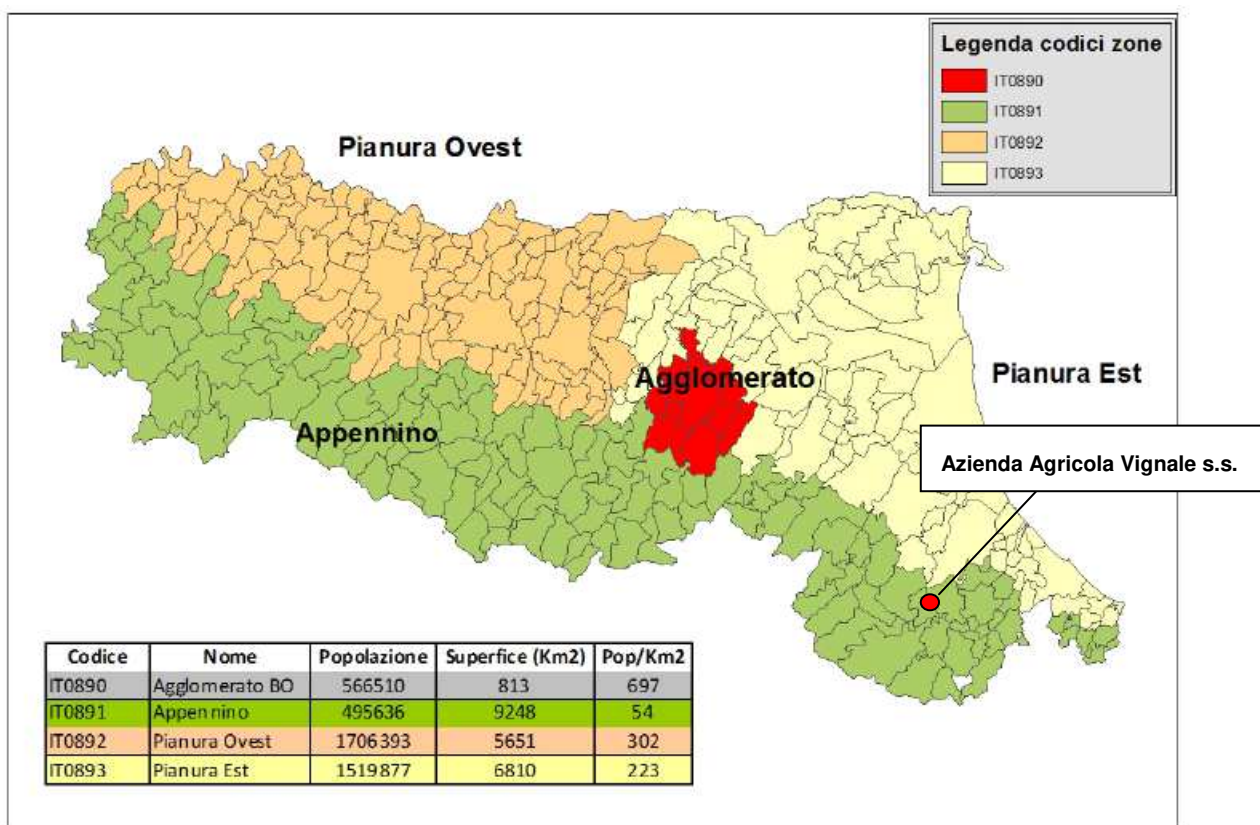 Legenda codici zone
IT0890
IT0891
IT0892
IT0893
Pianura Ovest
Agglomerato
Pianura Est
Appennino
Azienda Agricola Vignale s.s.
Codice Nome Popolazione Superfice (Km2) Pop/Km2
IT0890 Agglomerato BO 566510 813 697
IT0891 Appennino 495636 9248 54
IT0892 Pianura Ovest 1706393 5651 302
IT0893 Pianura Est 1519877 6810 223